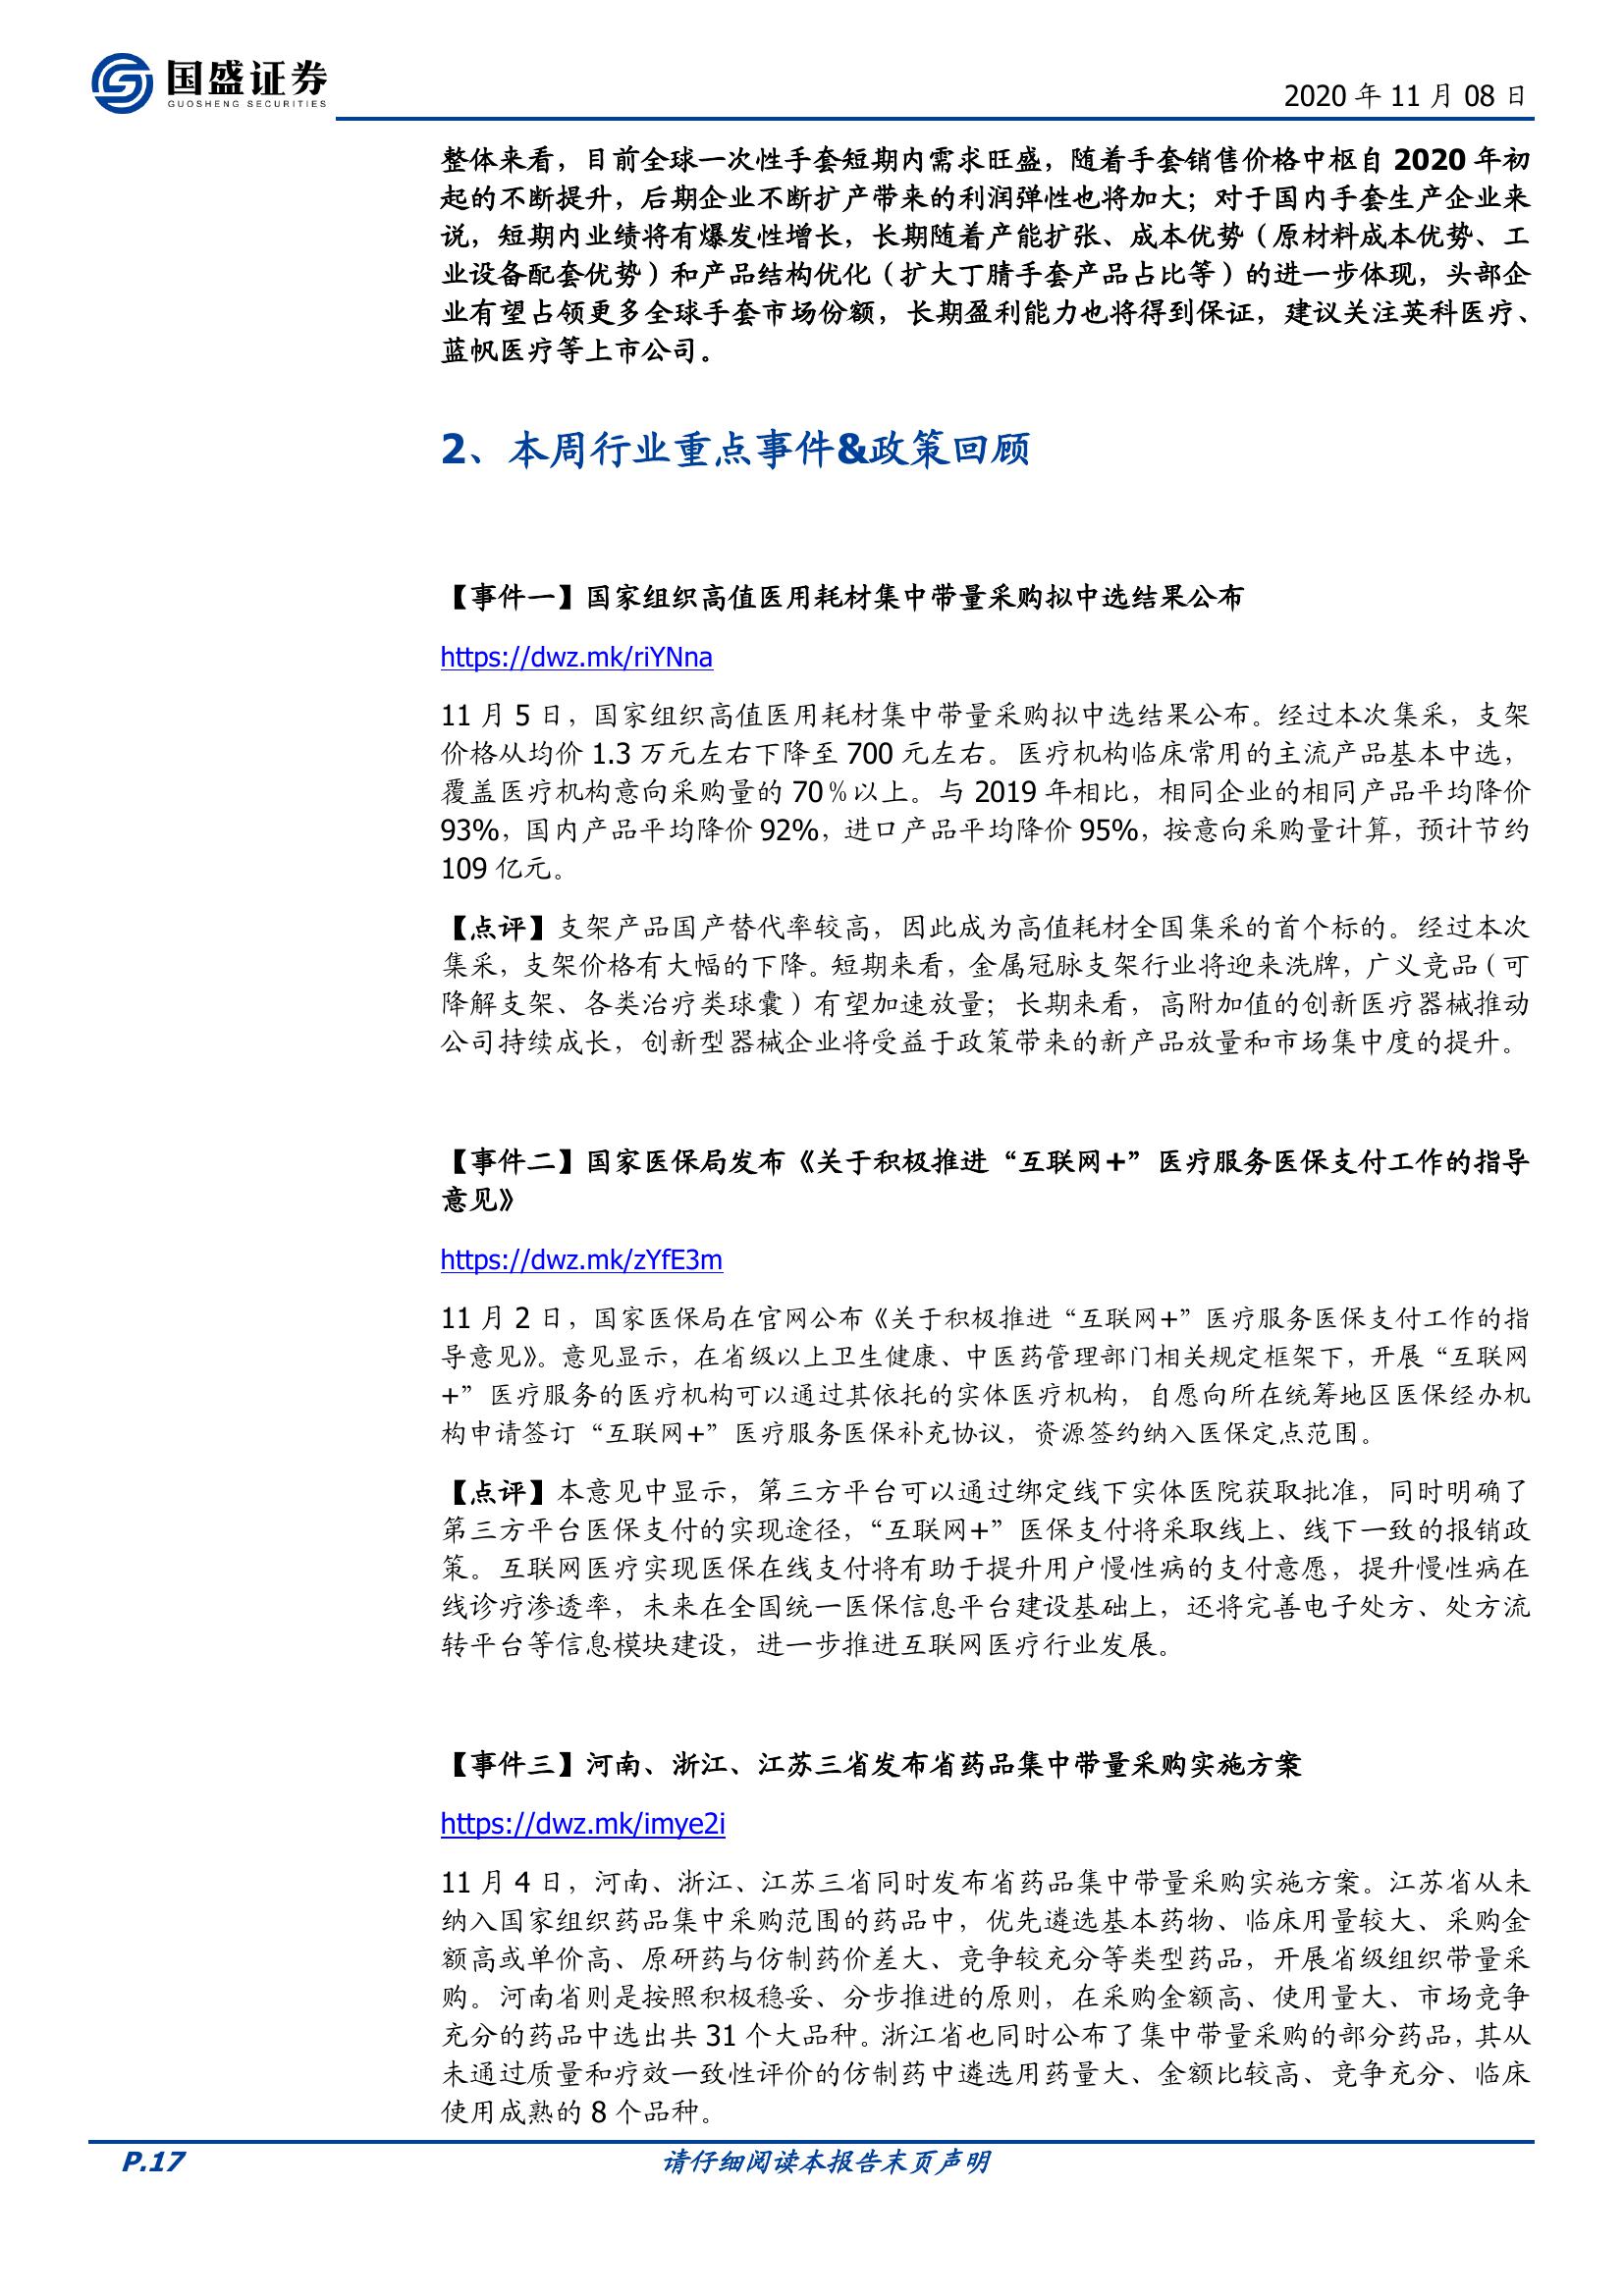 国盛证券
GUOSHENG SECURITIES
2020 年 11 月 08 日
整体来看，目前全球一次性手套短期内需求旺盛，随着手套销售价格中枢自 2020 年初
起的不断提升，后期企业不断扩产带来的利润弹性也将加大；对于国内手套生产企业来
说，短期内业绩将有爆发性增长，长期随着产能扩张、成本优势（原材料成本优势、工
业设备配套优势）和产品结构优化（扩大丁腈手套产品占比等）的进一步体现，头部企
业有望占领更多全球手套市场份额，长期盈利能力也将得到保证，建议关注英科医疗、
蓝帆医疗等上市公司。
2、本周行业重点事件&政策回顾
【事件一】国家组织高值医用耗材集中带量采购拟中选结果公布
https://dwz.mk/riYNna
11 月 5 日，国家组织高值医用耗材集中带量采购拟中选结果公布。经过本次集采，支架
价格从均价 1.3 万元左右下降至 700 元左右。医疗机构临床常用的主流产品基本中选，
覆盖医疗机构意向采购量的 70％以上。与 2019 年相比，相同企业的相同产品平均降价
93%，国内产品平均降价 92%，进口产品平均降价 95%，按意向采购量计算，预计节约
109 亿元。
【点评】支架产品国产替代率较高，因此成为高值耗材全国集采的首个标的。经过本次
集采，支架价格有大幅的下降。短期来看，金属冠脉支架行业将迎来洗牌，广义竞品（可
降解支架、各类治疗类球囊）有望加速放量；长期来看，高附加值的创新医疗器械推动
公司持续成长，创新型器械企业将受益于政策带来的新产品放量和市场集中度的提升。
【事件二】国家医保局发布《关于积极推进“互联网+”医疗服务医保支付工作的指导
意见》
https://dwz.mk/zYfE3m
11 月 2 日，国家医保局在官网公布《关于积极推进“互联网+”医疗服务医保支付工作的指
导意见》。意见显示，在省级以上卫生健康、中医药管理部门相关规定框架下，开展“互联网
+”医疗服务的医疗机构可以通过其依托的实体医疗机构，自愿向所在统筹地区医保经办机
构申请签订“互联网+”医疗服务医保补充协议，资源签约纳入医保定点范围。
【点评】本意见中显示，第三方平台可以通过绑定线下实体医院获取批准，同时明确了
第三方平台医保支付的实现途径，“互联网+”医保支付将采取线上、线下一致的报销政
策。互联网医疗实现医保在线支付将有助于提升用户慢性病的支付意愿，提升慢性病在
线诊疗渗透率，未来在全国统一医保信息平台建设基础上，还将完善电子处方、处方流
转平台等信息模块建设，进一步推进互联网医疗行业发展。
【事件三】河南、浙江、江苏三省发布省药品集中带量采购实施方案
https://dwz.mk/imye2i
11 月 4 日，河南、浙江、江苏三省同时发布省药品集中带量采购实施方案。江苏省从未
纳入国家组织药品集中采购范围的药品中，优先遴选基本药物、临床用量较大、采购金
额高或单价高、原研药与仿制药价差大、竞争较充分等类型药品，开展省级组织带量采
购。河南省则是按照积极稳妥、分步推进的原则，在采购金额高、使用量大、市场竞争
充分的药品中选出共 31 个大品种。浙江省也同时公布了集中带量采购的部分药品，其从
未通过质量和疗效一致性评价的仿制药中遴选用药量大、金额比较高、竞争充分、临床
使用成熟的 8 个品种。
P.17
请仔细阅读本报告末页声明